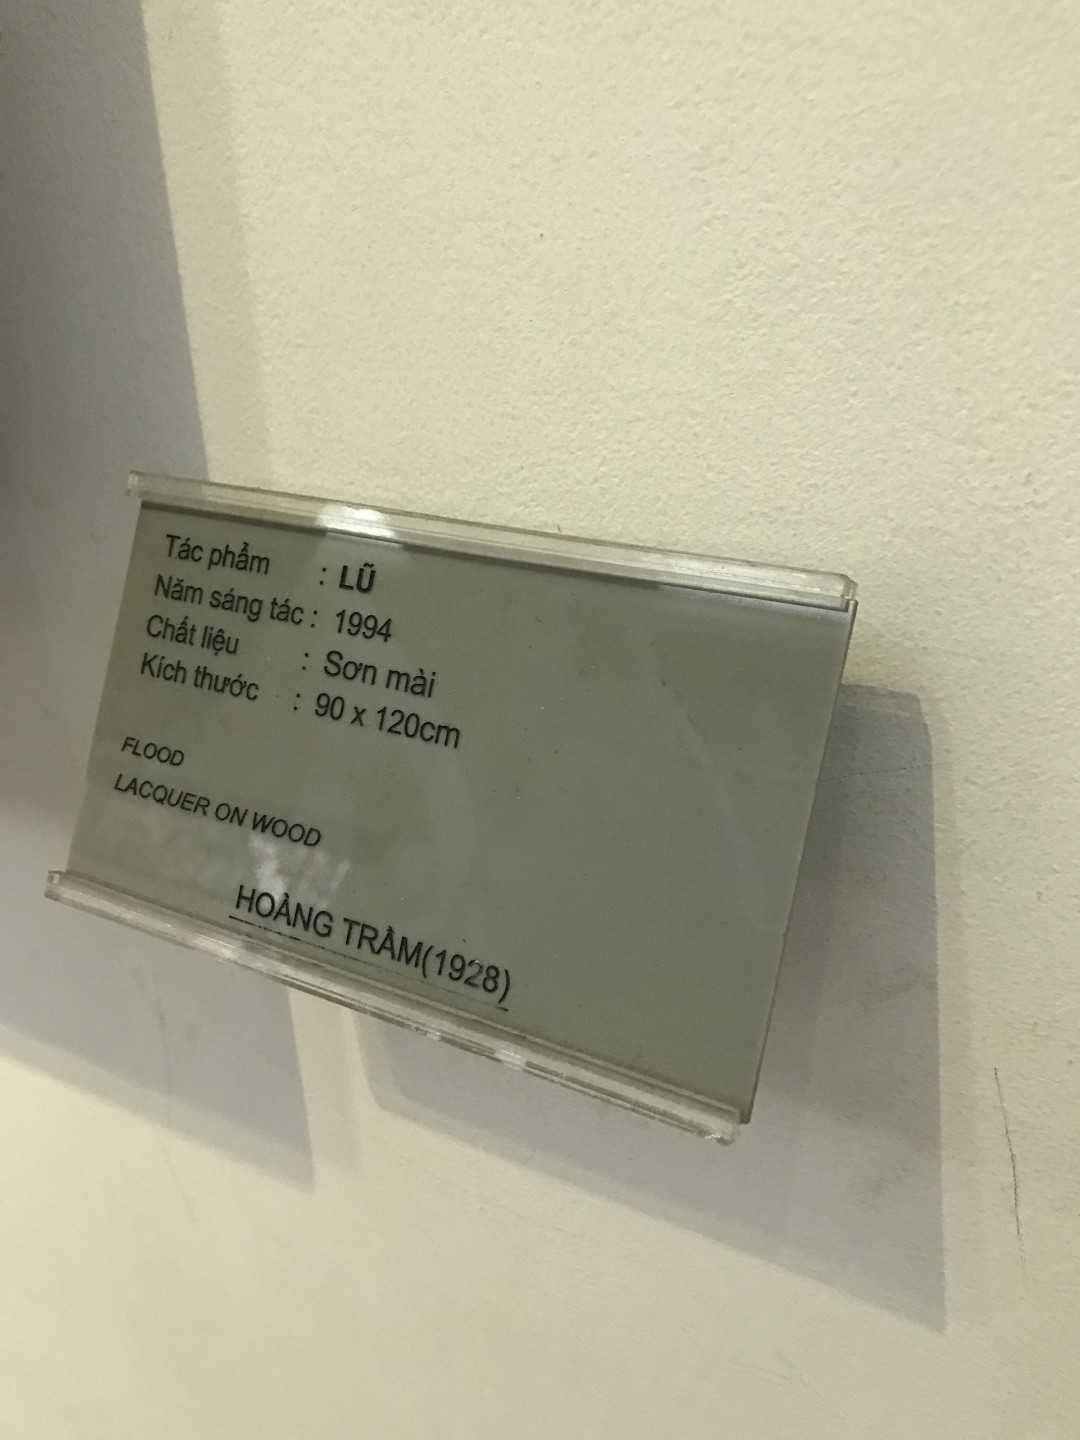 Tác phẩm : LŨ
Năm sáng tác : 1994
Chất liệu : Sơn mài
Kích thước : 90 x 120cm
FLOOD
LACQUER ON WOOD
HOÀNG TRẦM(1928)